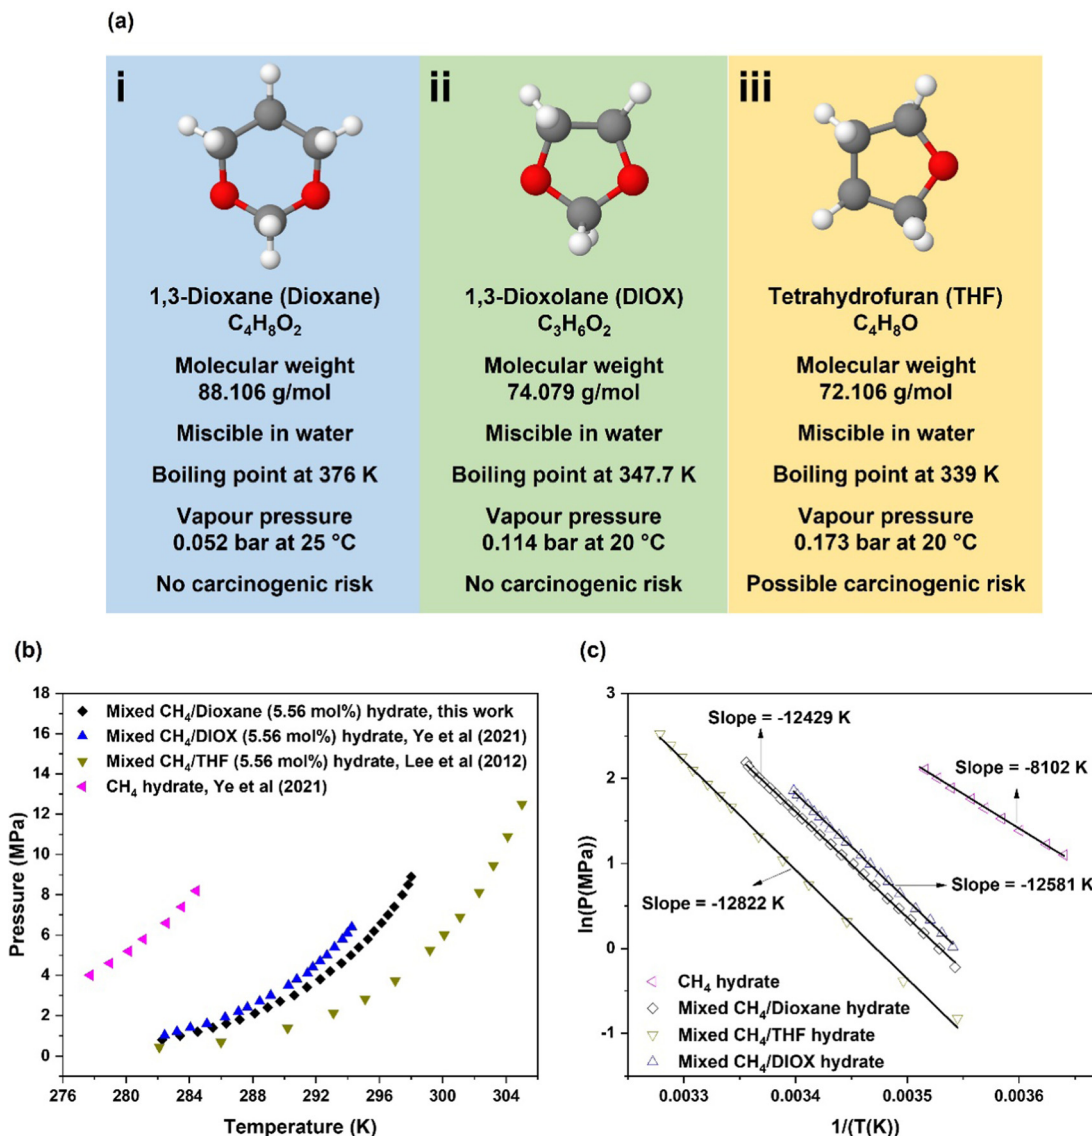 (a)
i
1,3-Dioxane (Dioxane)
C₄H₈O₂
Molecular weight
88.106 g/mol
Miscible in water
Boiling point at 376 K
Vapour pressure
0.052 bar at 25 °C
No carcinogenic risk
ii
1,3-Dioxolane (DIOX)
C₃H₆O₂
Molecular weight
74.079 g/mol
Miscible in water
Boiling point at 347.7 K
Vapour pressure
0.114 bar at 20 °C
No carcinogenic risk
iii
Tetrahydrofuran (THF)
C₄H₈O
Molecular weight
72.106 g/mol
Miscible in water
Boiling point at 339 K
Vapour pressure
0.173 bar at 20 °C
Possible carcinogenic risk
(b)
Pressure (MPa)
18
16
14
12
10
8
6
4
2
0
Mixed CH₄/Dioxane (5.56 mol%) hydrate, this work
Mixed CH₄/DIOX (5.56 mol%) hydrate, Ye et al (2021)
Mixed CH₄/THF (5.56 mol%) hydrate, Lee et al (2012)
CH₄ hydrate, Ye et al (2021)
276 280 284 288 292 296 300 304
Temperature (K)
(c)
ln(P(MPa))
3
2
1
0
-1
Slope = -12429 K
Slope = -8102 K
Slope = -12822 K
Slope = -12581 K
CH₄ hydrate
Mixed CH₄/Dioxane hydrate
Mixed CH₄/THF hydrate
Mixed CH₄/DIOX hydrate
0.0033 0.0034 0.0035 0.0036
1/(T(K))